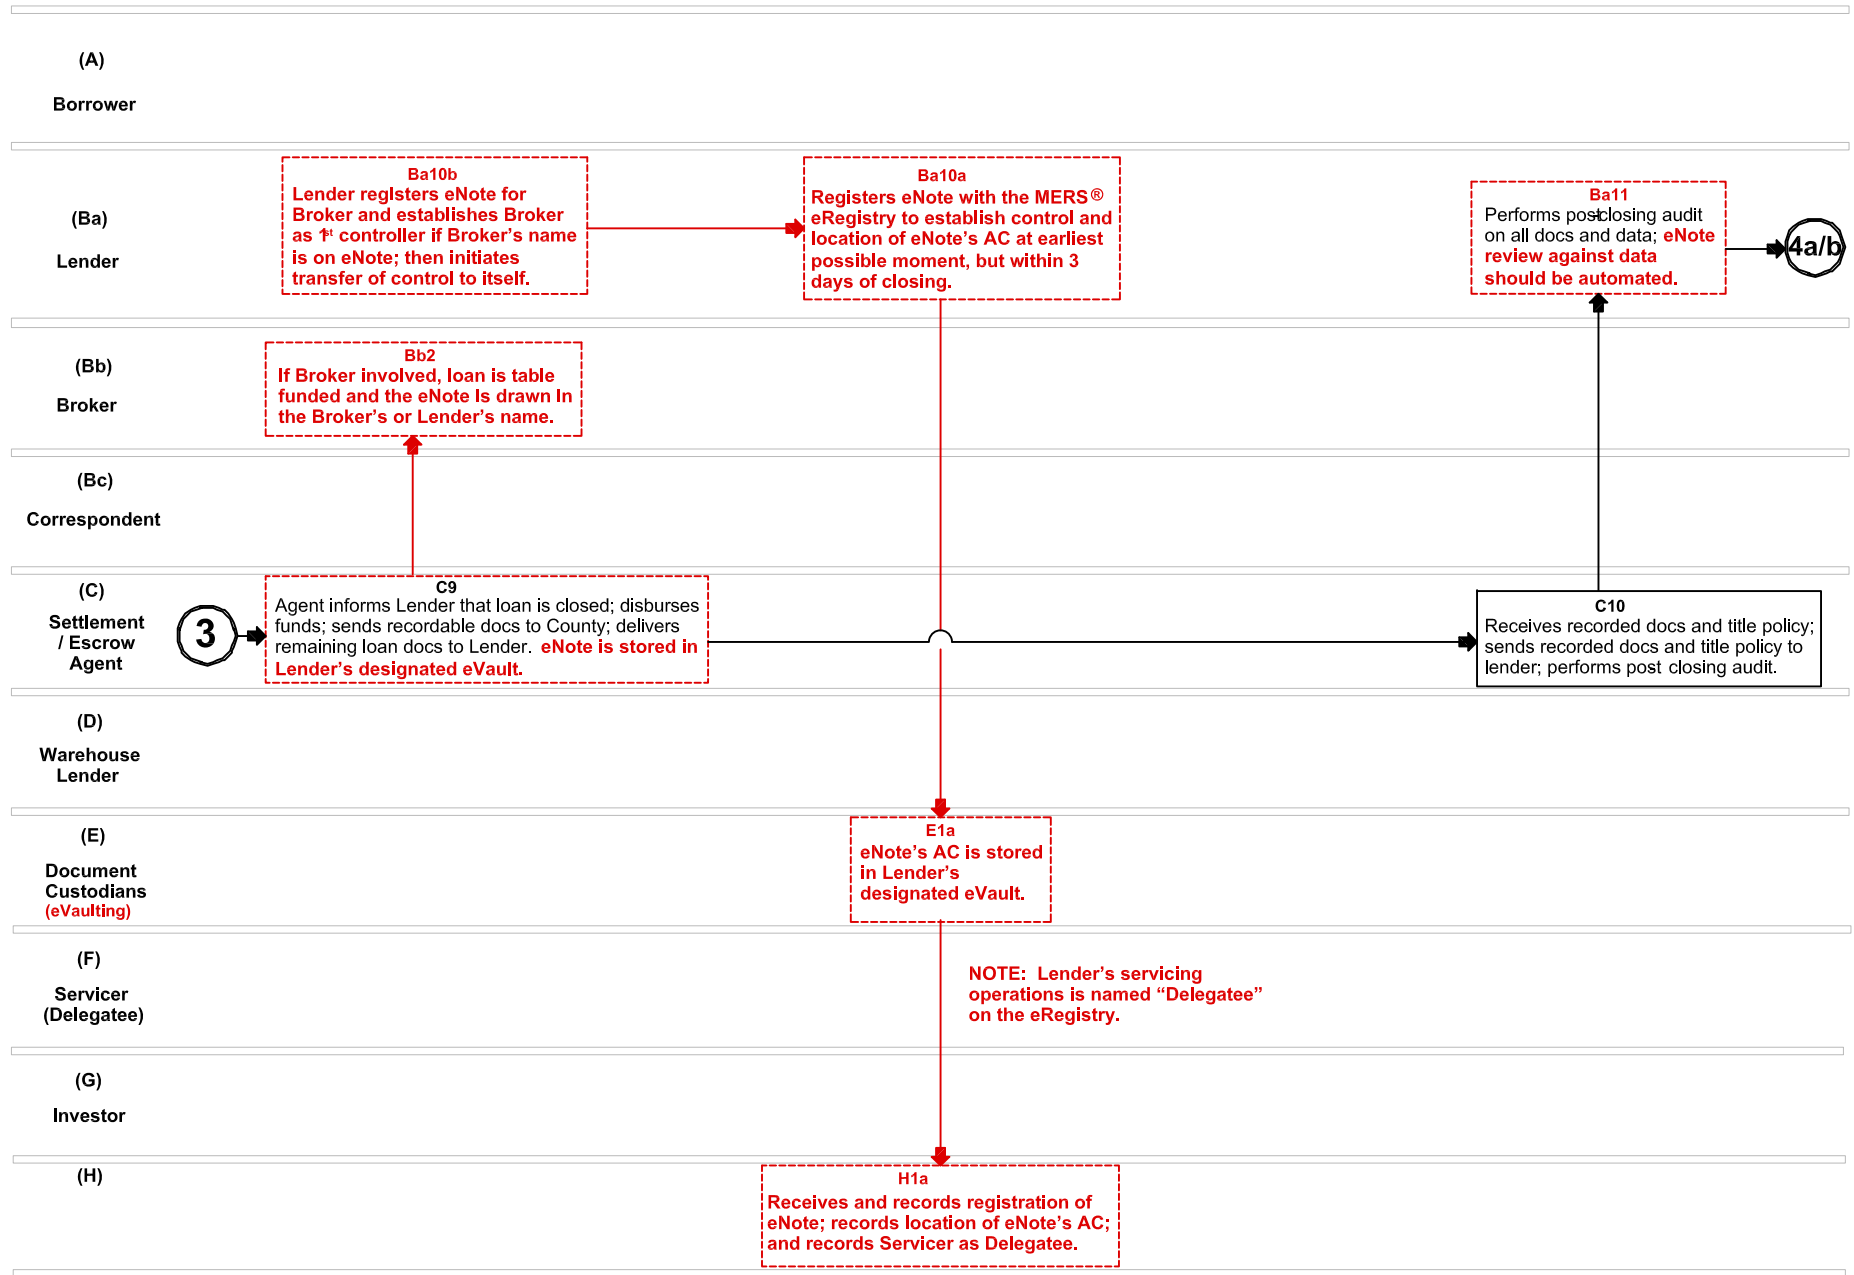 (A)
Borrower
(Ba)
Lender
Ba10b
Lender registers eNote for
Broker and establishes Broker
as 1st controller if Broker’s name
is on eNote; then initiates
transfer of control to itself.
Ba10a
Registers eNote with the MERS®
eRegistry to establish control and
location of eNote’s AC at earliest
possible moment, but within 3
days of closing.
Ba11
Performs post-closing audit
on all docs and data; eNote
review against data
should be automated.
4a/b
(Bb)
Broker
Bb2
If Broker involved, loan is table
funded and the eNote Is drawn In
the Broker’s or Lender’s name.
(Bc)
Correspondent
(C)
Settlement
/ Escrow
Agent
3
C9
Agent informs Lender that loan is closed; disburses
funds; sends recordable docs to County; delivers
remaining loan docs to Lender. eNote is stored in
Lender’s designated eVault.
C10
Receives recorded docs and title policy;
sends recorded docs and title policy to
lender; performs post closing audit.
(D)
Warehouse
Lender
(E)
Document
Custodians
(eVaulting)
E1a
eNote’s AC is stored
in Lender’s
designated eVault.
(F)
Servicer
(Delegatee)
NOTE: Lender’s servicing
operations is named “Delegatee”
on the eRegistry.
(G)
Investor
(H)
H1a
Receives and records registration of
eNote; records location of eNote’s AC;
and records Servicer as Delegatee.